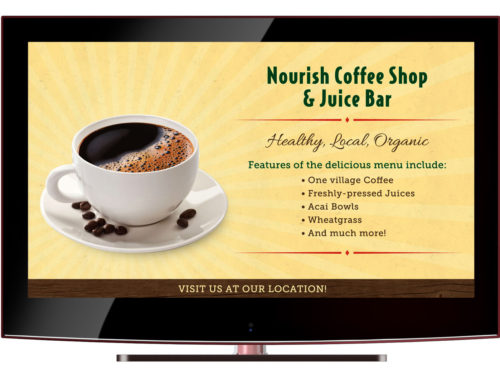 Nourish Coffee Shop
& Juice Bar
Healthy, Local, Organic
Features of the delicious menu include:
• One village Coffee
• Freshly-pressed Juices
• Acai Bowls
• Wheatgrass
• And much more!
VISIT US AT OUR LOCATION!